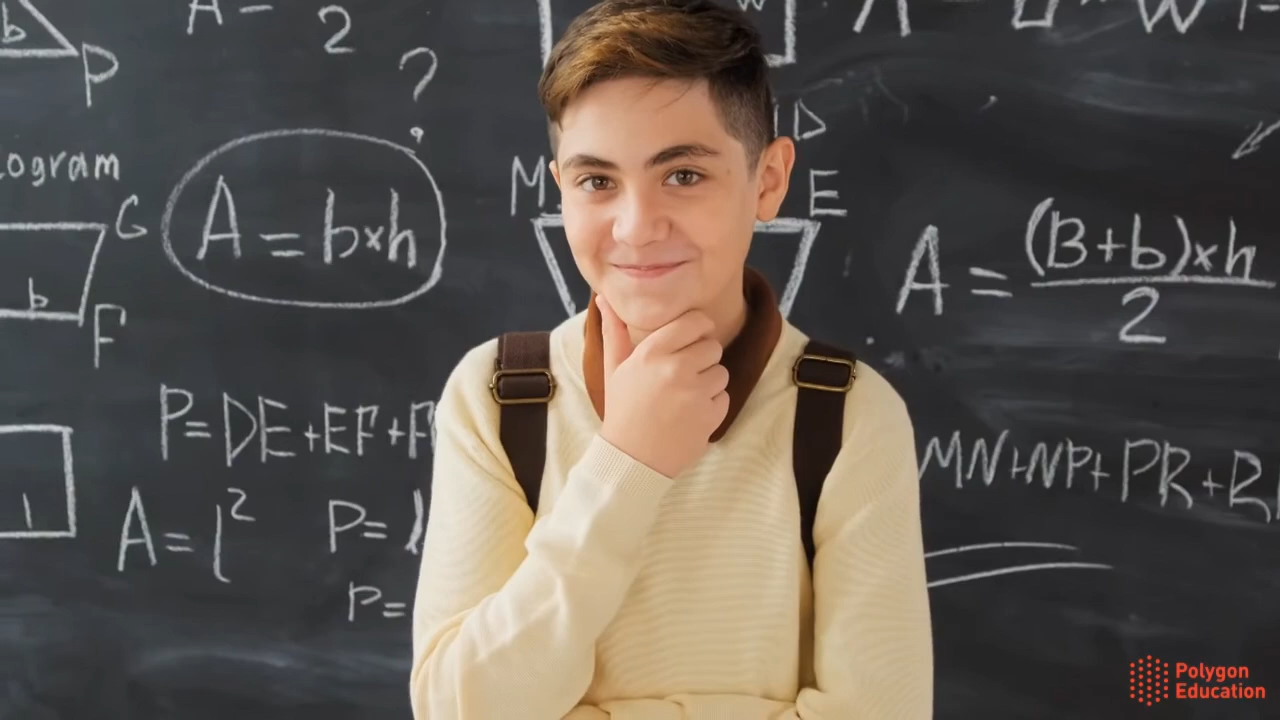 b
P
A =
2
?
ogram
G
b
F
A = b×h
M
D
E
A = (B+b)×h
2
P=DE+EF+F
MN+NP+PR+R
l
A = l²
P=
P=
Polygon
Education